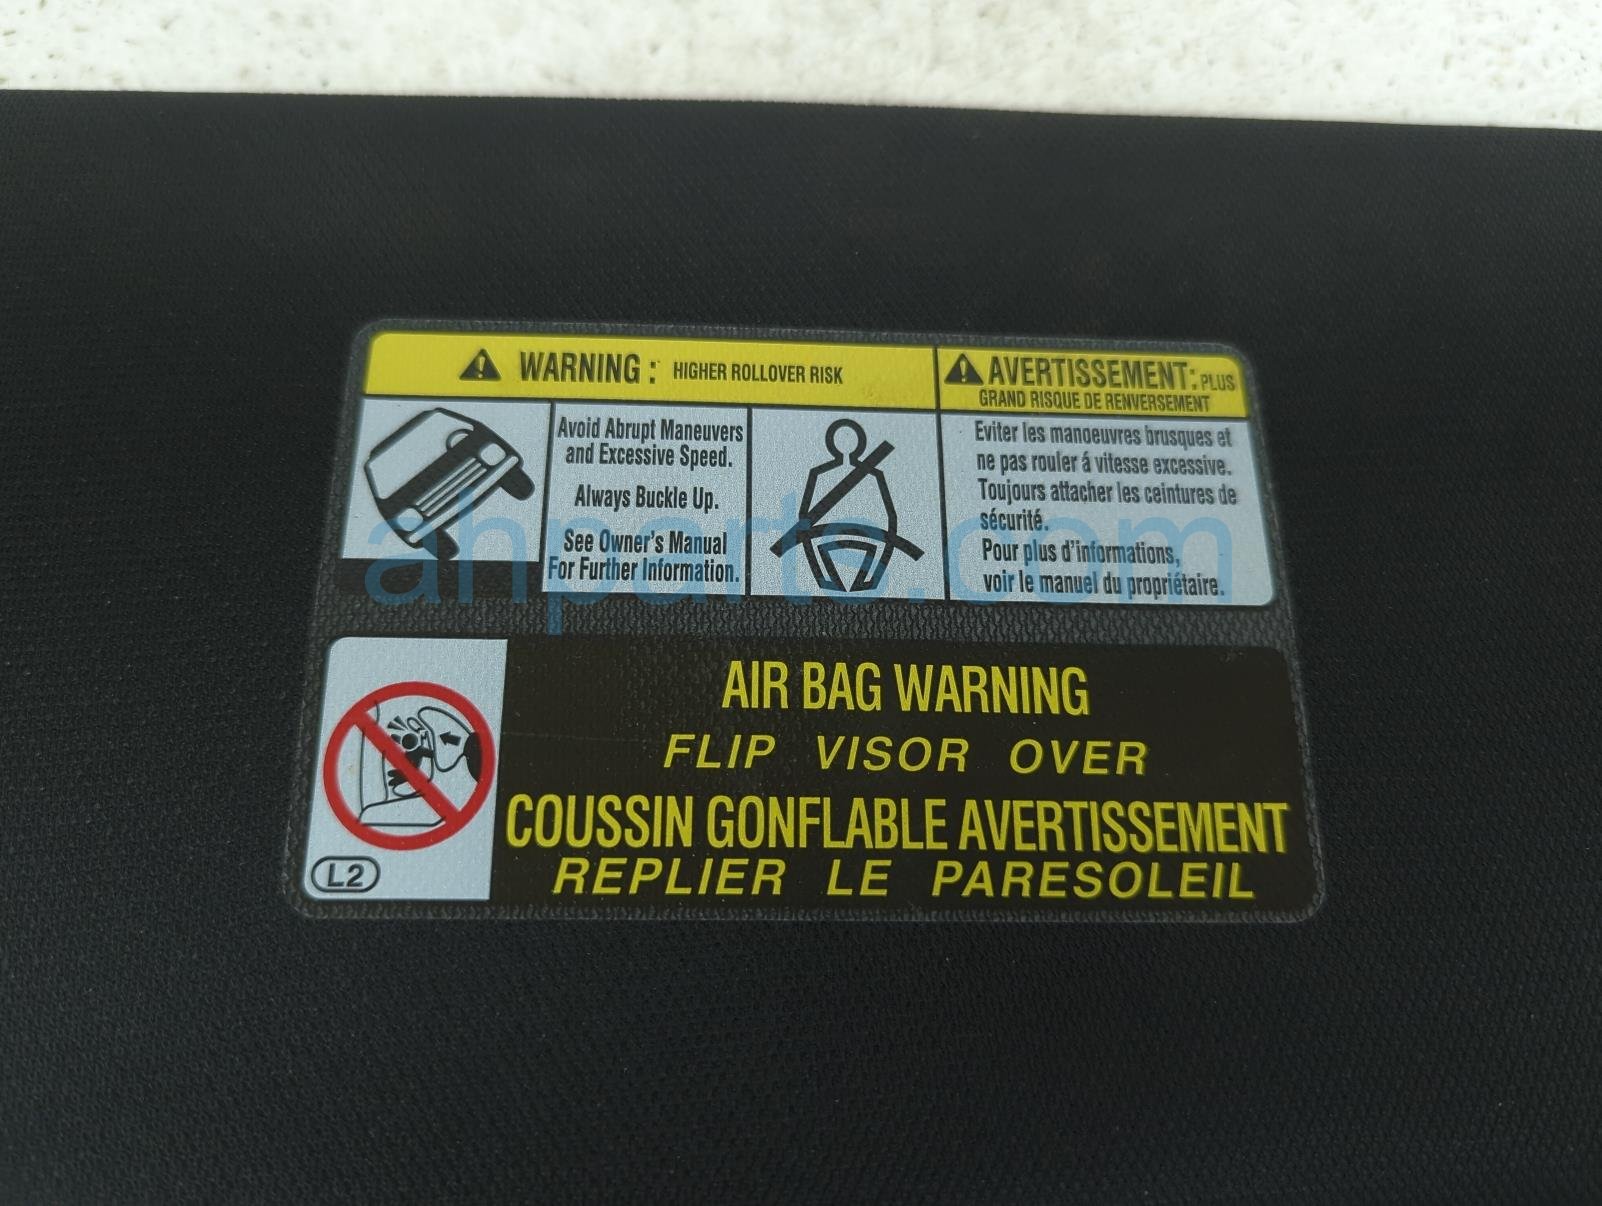 WARNING : HIGHER ROLLOVER RISK
Avoid Abrupt Maneuvers
and Excessive Speed.
Always Buckle Up.
See Owner's Manual
For Further Information.
AVERTISSEMENT: PLUS
GRAND RISQUE DE RENVERSEMENT
Eviter les manoeuvres brusques et
ne pas rouler á vitesse excessive.
Toujours attacher les ceintures de
sécurité.
Pour plus d'informations,
voir le manuel du propriétaire.
ahparts.com
AIR BAG WARNING
FLIP VISOR OVER
COUSSIN GONFLABLE AVERTISSEMENT
REPLIER LE PARESOLEIL
L2